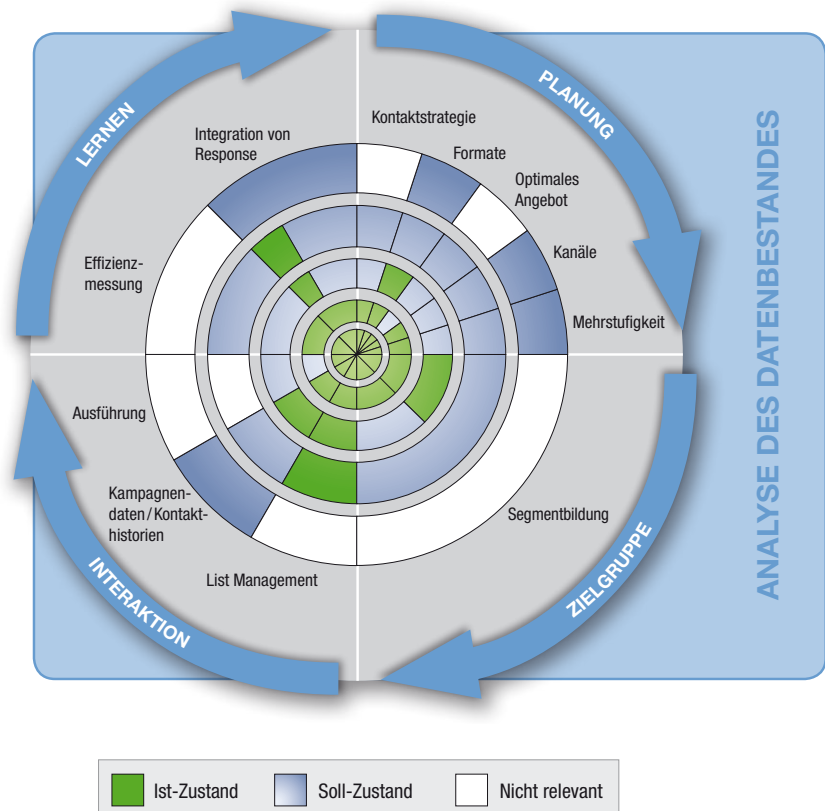 LERNEN
PLANUNG
Integration von
Response
Kontaktstrategie
Formate
Optimales
Angebot
Kanäle
Mehrstufigkeit
Effizienz-
messung
Ausführung
Kampagnen-
daten / Kontakt-
historien
List Management
Segmentbildung
INTERAKTION
ZIELGRUPPE
ANALYSE DES DATENBESTANDES
Ist-Zustand
Soll-Zustand
Nicht relevant